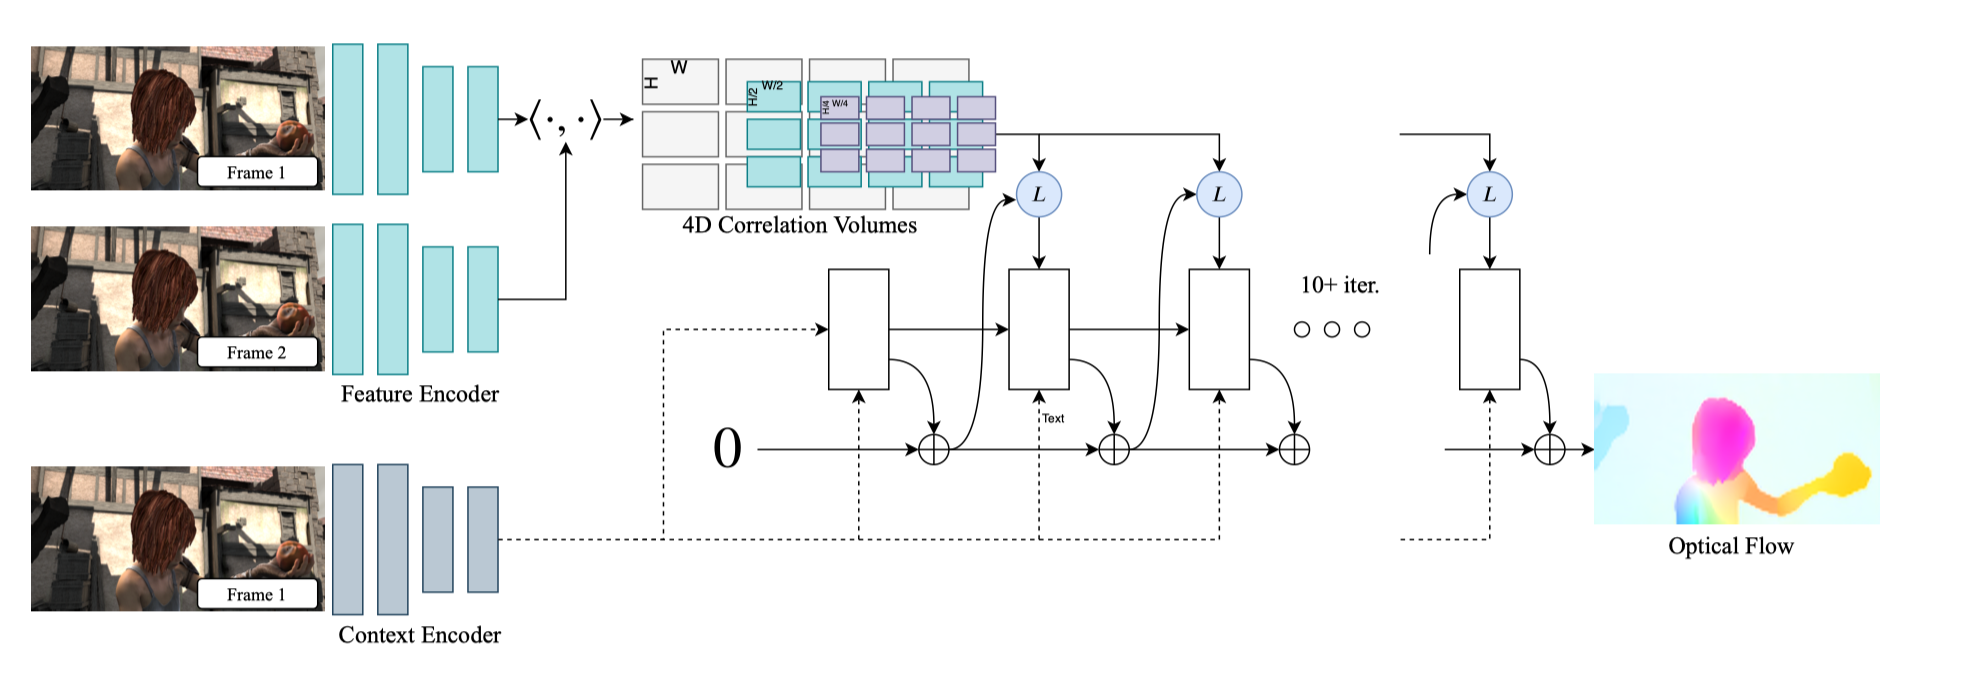 Frame 1
Frame 2
Feature Encoder
Frame 1
Context Encoder
⟨·, ·⟩
H
W
H/2
W/2
H/4
W/4
4D Correlation Volumes
L
L
L
10+ iter.
Text
0
Optical Flow